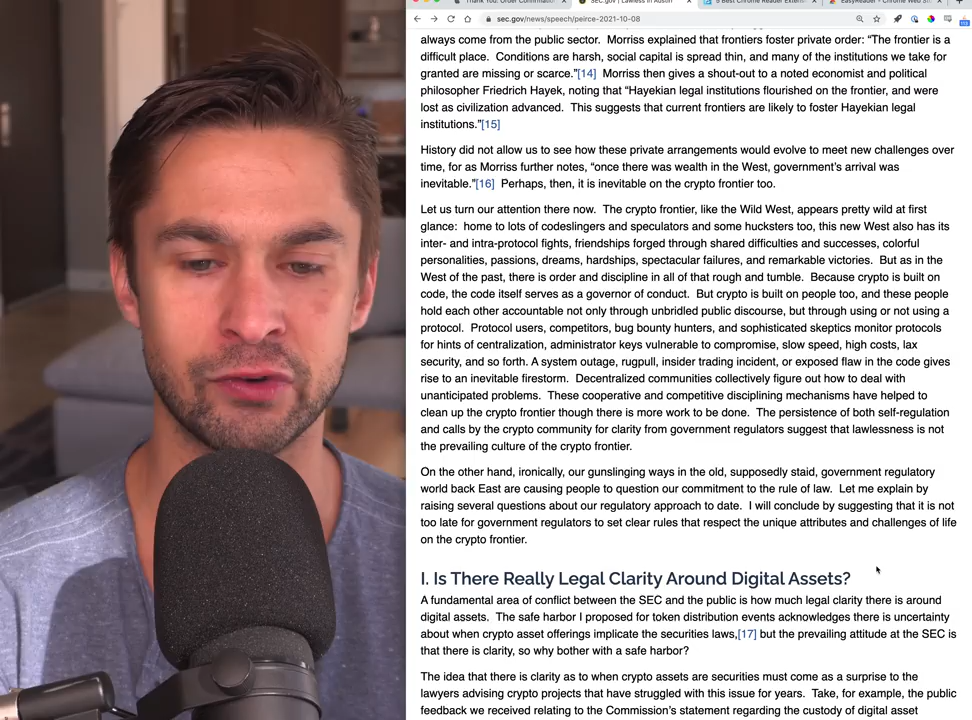 Thank You: Order Confirmation
SEC.gov | Lawless in Austin
5 Best Chrome Reader Exten
EasyReader - Chrome Web St
sec.gov/news/speech/peirce-2021-10-08
always come from the public sector. Morriss explained that frontiers foster private order: “The frontier is a
difficult place. Conditions are harsh, social capital is spread thin, and many of the institutions we take for
granted are missing or scarce.”[14] Morriss then gives a shout-out to a noted economist and political
philosopher Friedrich Hayek, noting that “Hayekian legal institutions flourished on the frontier, and were
lost as civilization advanced. This suggests that current frontiers are likely to foster Hayekian legal
institutions.”[15]
History did not allow us to see how these private arrangements would evolve to meet new challenges over
time, for as Morriss further notes, “once there was wealth in the West, government’s arrival was
inevitable.”[16] Perhaps, then, it is inevitable on the crypto frontier too.
Let us turn our attention there now. The crypto frontier, like the Wild West, appears pretty wild at first
glance: home to lots of codeslingers and speculators and some hucksters too, this new West also has its
inter- and intra-protocol fights, friendships forged through shared difficulties and successes, colorful
personalities, passions, dreams, hardships, spectacular failures, and remarkable victories. But as in the
West of the past, there is order and discipline in all of that rough and tumble. Because crypto is built on
code, the code itself serves as a governor of conduct. But crypto is built on people too, and these people
hold each other accountable not only through unbridled public discourse, but through using or not using a
protocol. Protocol users, competitors, bug bounty hunters, and sophisticated skeptics monitor protocols
for hints of centralization, administrator keys vulnerable to compromise, slow speed, high costs, lax
security, and so forth. A system outage, rugpull, insider trading incident, or exposed flaw in the code gives
rise to an inevitable firestorm. Decentralized communities collectively figure out how to deal with
unanticipated problems. These cooperative and competitive disciplining mechanisms have helped to
clean up the crypto frontier though there is more work to be done. The persistence of both self-regulation
and calls by the crypto community for clarity from government regulators suggest that lawlessness is not
the prevailing culture of the crypto frontier.
On the other hand, ironically, our gunslinging ways in the old, supposedly staid, government regulatory
world back East are causing people to question our commitment to the rule of law. Let me explain by
raising several questions about our regulatory approach to date. I will conclude by suggesting that it is not
too late for government regulators to set clear rules that respect the unique attributes and challenges of life
on the crypto frontier.
I. Is There Really Legal Clarity Around Digital Assets?
A fundamental area of conflict between the SEC and the public is how much legal clarity there is around
digital assets. The safe harbor I proposed for token distribution events acknowledges there is uncertainty
about when crypto asset offerings implicate the securities laws,[17] but the prevailing attitude at the SEC is
that there is clarity, so why bother with a safe harbor?
The idea that there is clarity as to when crypto assets are securities must come as a surprise to the
lawyers advising crypto projects that have struggled with this issue for years. Take, for example, the public
feedback we received relating to the Commission’s statement regarding the custody of digital asset